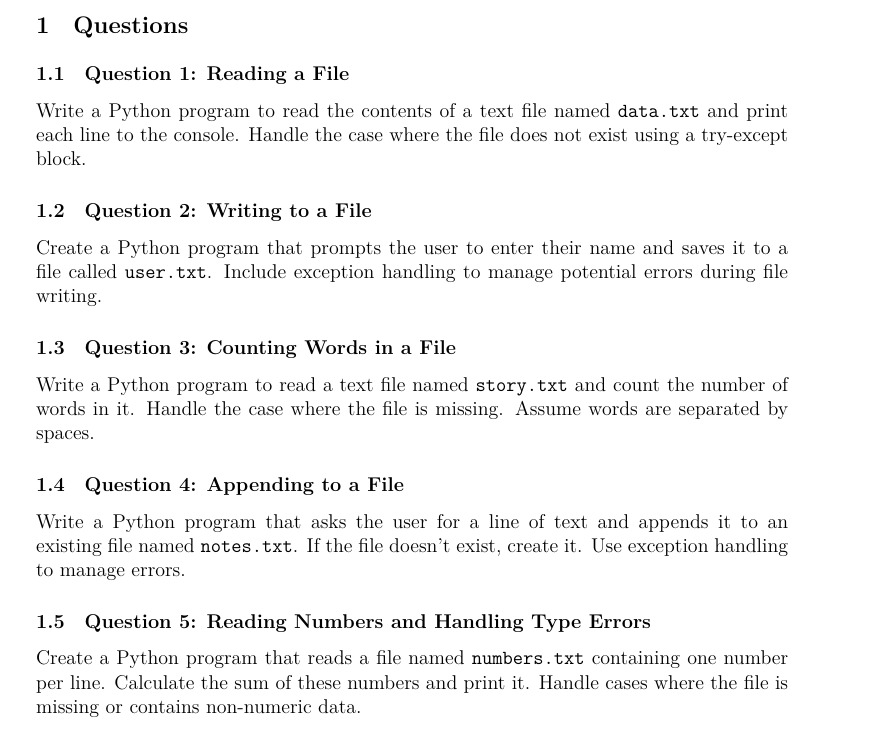 1 Questions
1.1 Question 1: Reading a File
Write a Python program to read the contents of a text file named data.txt and print
each line to the console. Handle the case where the file does not exist using a try-except
block.
1.2 Question 2: Writing to a File
Create a Python program that prompts the user to enter their name and saves it to a
file called user.txt. Include exception handling to manage potential errors during file
writing.
1.3 Question 3: Counting Words in a File
Write a Python program to read a text file named story.txt and count the number of
words in it. Handle the case where the file is missing. Assume words are separated by
spaces.
1.4 Question 4: Appending to a File
Write a Python program that asks the user for a line of text and appends it to an
existing file named notes.txt. If the file doesn't exist, create it. Use exception handling
to manage errors.
1.5 Question 5: Reading Numbers and Handling Type Errors
Create a Python program that reads a file named numbers.txt containing one number
per line. Calculate the sum of these numbers and print it. Handle cases where the file is
missing or contains non-numeric data.